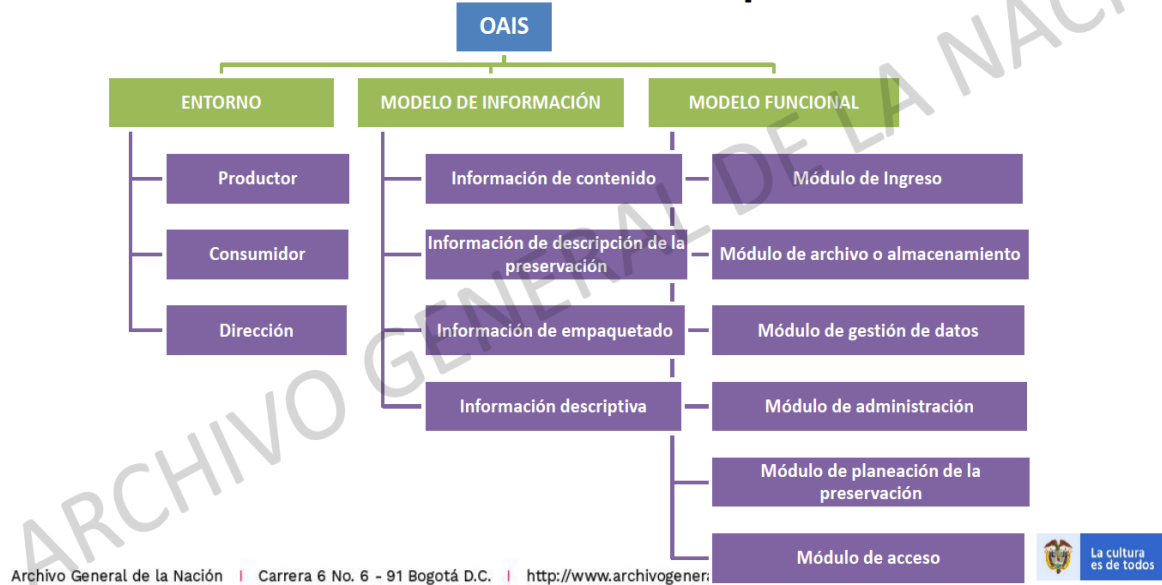 OAIS
ENTORNO
MODELO DE INFORMACIÓN
MODELO FUNCIONAL
Productor
Consumidor
Dirección
Información de contenido
Información de descripción de la
preservación
Información de empaquetado
Información descriptiva
Módulo de Ingreso
Módulo de archivo o almacenamiento
Módulo de gestión de datos
Módulo de administración
Módulo de planeación de la
preservación
Módulo de acceso
ARCHIVO GENERAL DE LA NAC
Archivo General de la Nación | Carrera 6 No. 6 - 91 Bogotá D.C. | http://www.archivogenera
La cultura
es de todos